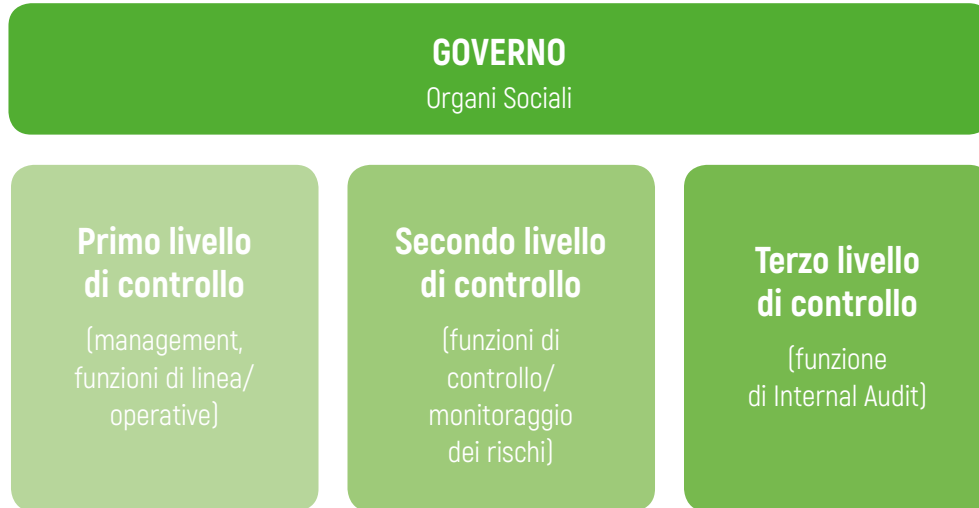 GOVERNO
Organi Sociali
Primo livello
di controllo
(management,
funzioni di linea/
operative)
Secondo livello
di controllo
(funzioni di
controllo/
monitoraggio
dei rischi)
Terzo livello
di controllo
(funzione
di Internal Audit)